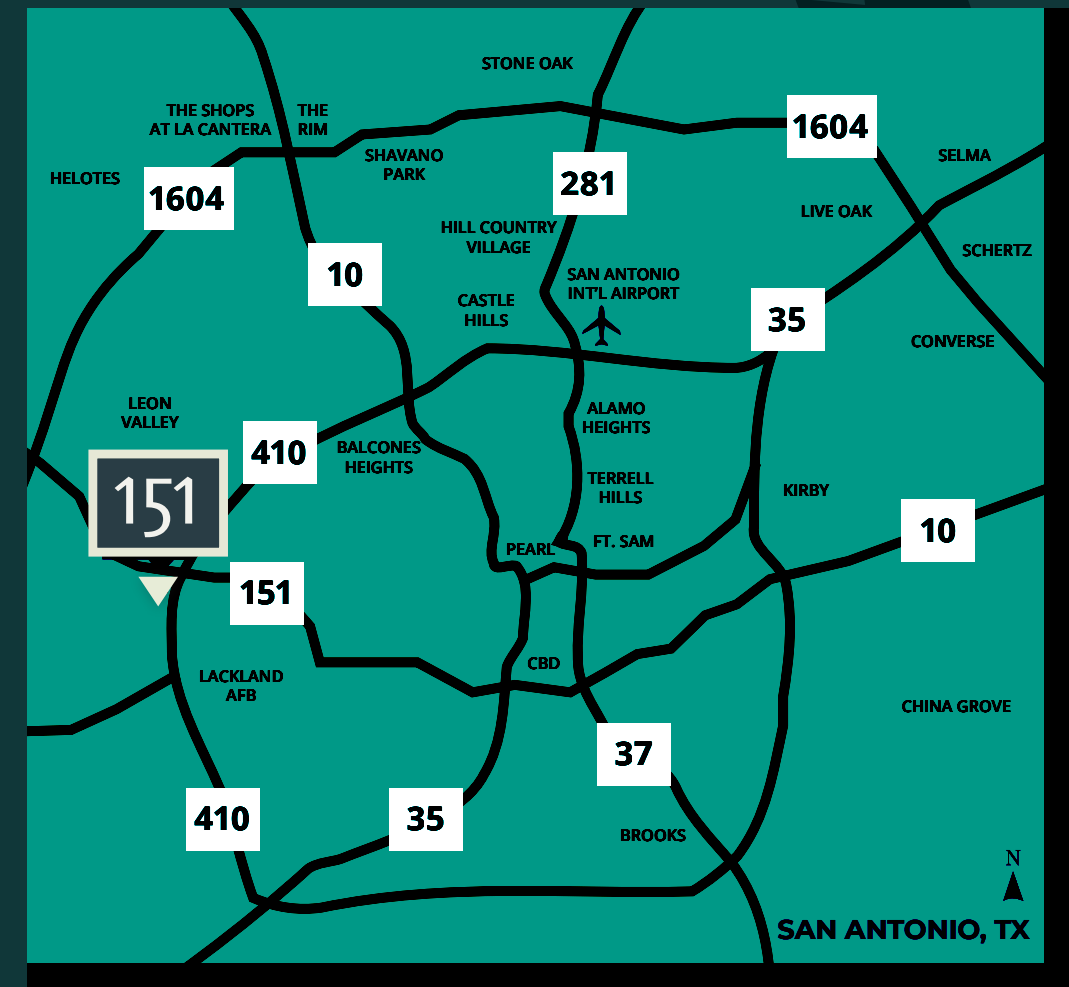 STONE OAK
THE SHOPS
AT LA CANTERA
THE
RIM
1604
SHAVANO
PARK
SELMA
HELOTES
1604
281
LIVE OAK
HILL COUNTRY
VILLAGE
SCHERTZ
10
SAN ANTONIO
INT'L AIRPORT
CASTLE
HILLS
35
CONVERSE
LEON
VALLEY
ALAMO
HEIGHTS
410
BALCONES
HEIGHTS
TERRELL
HILLS
KIRBY
151
10
PEARL
FT. SAM
151
CBD
LACKLAND
AFB
CHINA GROVE
37
410
35
BROOKS
N
SAN ANTONIO, TX